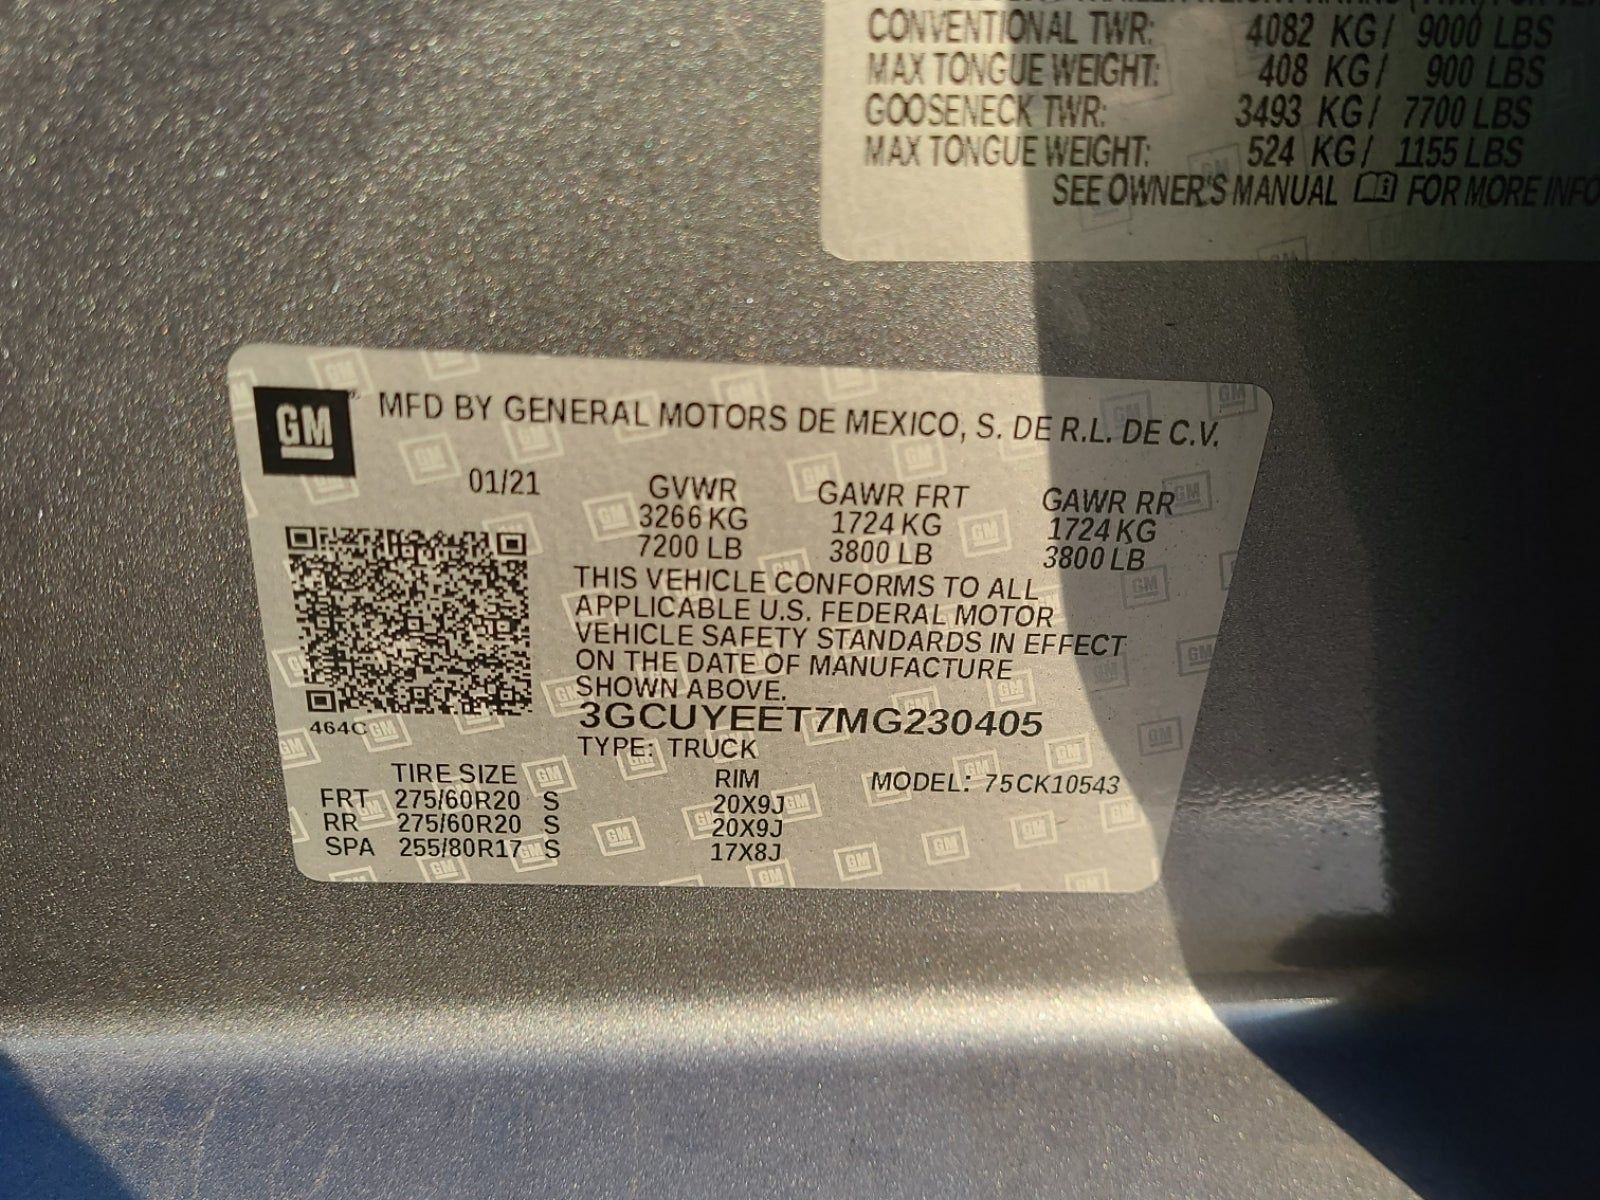 CONVENTIONAL TWR: 4082 KG / 9000 LBS
MAX TONGUE WEIGHT: 408 KG / 900 LBS
GOOSENECK TWR: 3493 KG / 7700 LBS
MAX TONGUE WEIGHT: 524 KG / 1155 LBS
SEE OWNER'S MANUAL FOR MORE INFO
GM MFD BY GENERAL MOTORS DE MEXICO, S. DE R.L. DE C.V.
01/21 GVWR GAWR FRT GAWR RR
3266 KG 1724 KG 1724 KG
7200 LB 3800 LB 3800 LB
THIS VEHICLE CONFORMS TO ALL
APPLICABLE U.S. FEDERAL MOTOR
VEHICLE SAFETY STANDARDS IN EFFECT
ON THE DATE OF MANUFACTURE
SHOWN ABOVE.
3GCUYEET7MG230405
464C
TYPE: TRUCK
TIRE SIZE RIM MODEL: 75CK10543
FRT 275/60R20 S 20X9J
RR 275/60R20 S 20X9J
SPA 255/80R17 S 17X8J